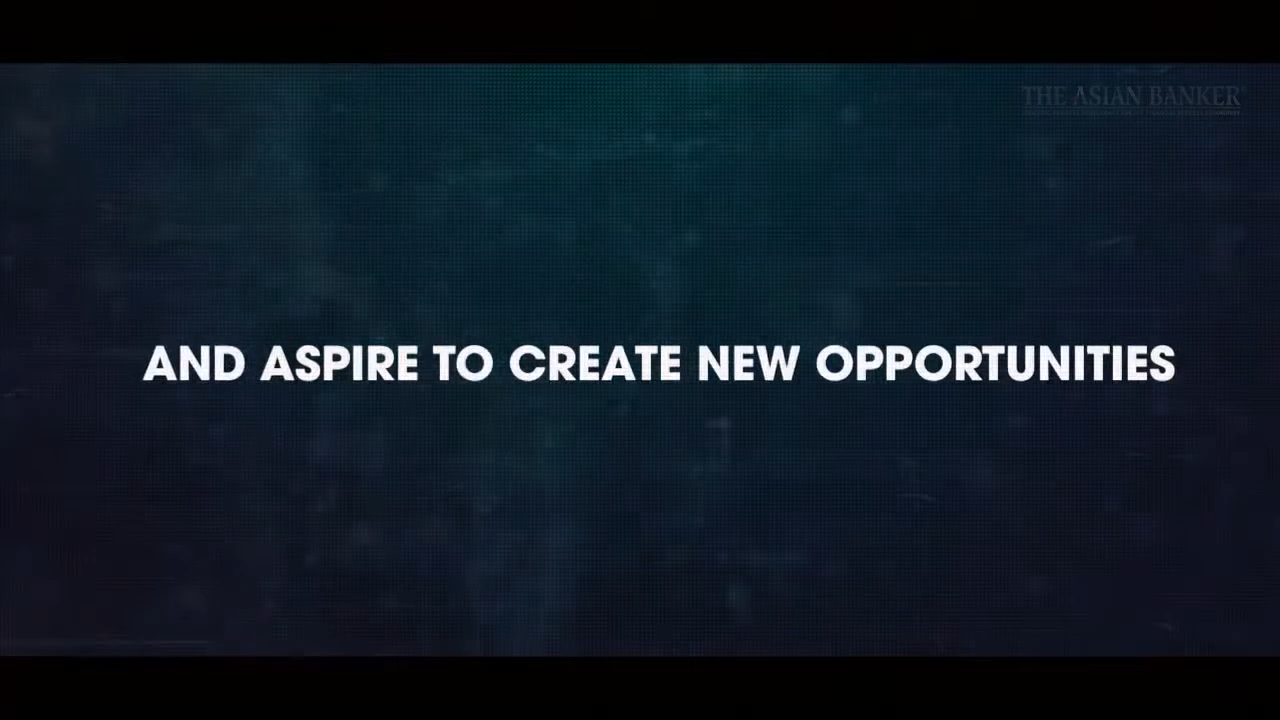 THE ASIAN BANKER
AND ASPIRE TO CREATE NEW OPPORTUNITIES